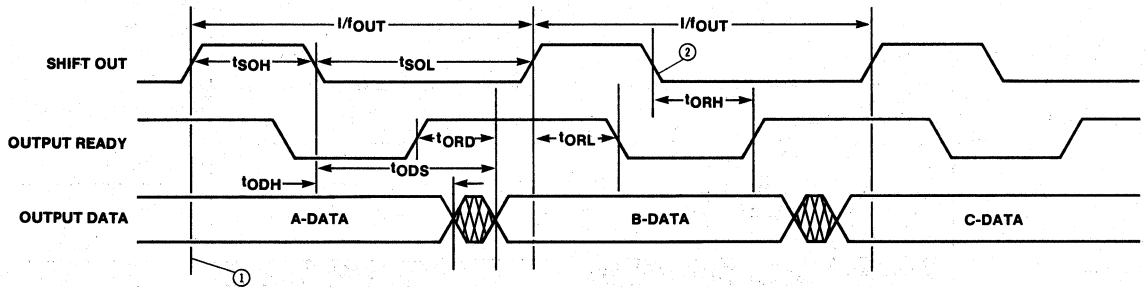 I/fOUT
I/fOUT
SHIFT OUT
tSOH
tSOL
②
tORH
OUTPUT READY
tORD
tORL
tODS
tODH
OUTPUT DATA
A-DATA
B-DATA
C-DATA
①